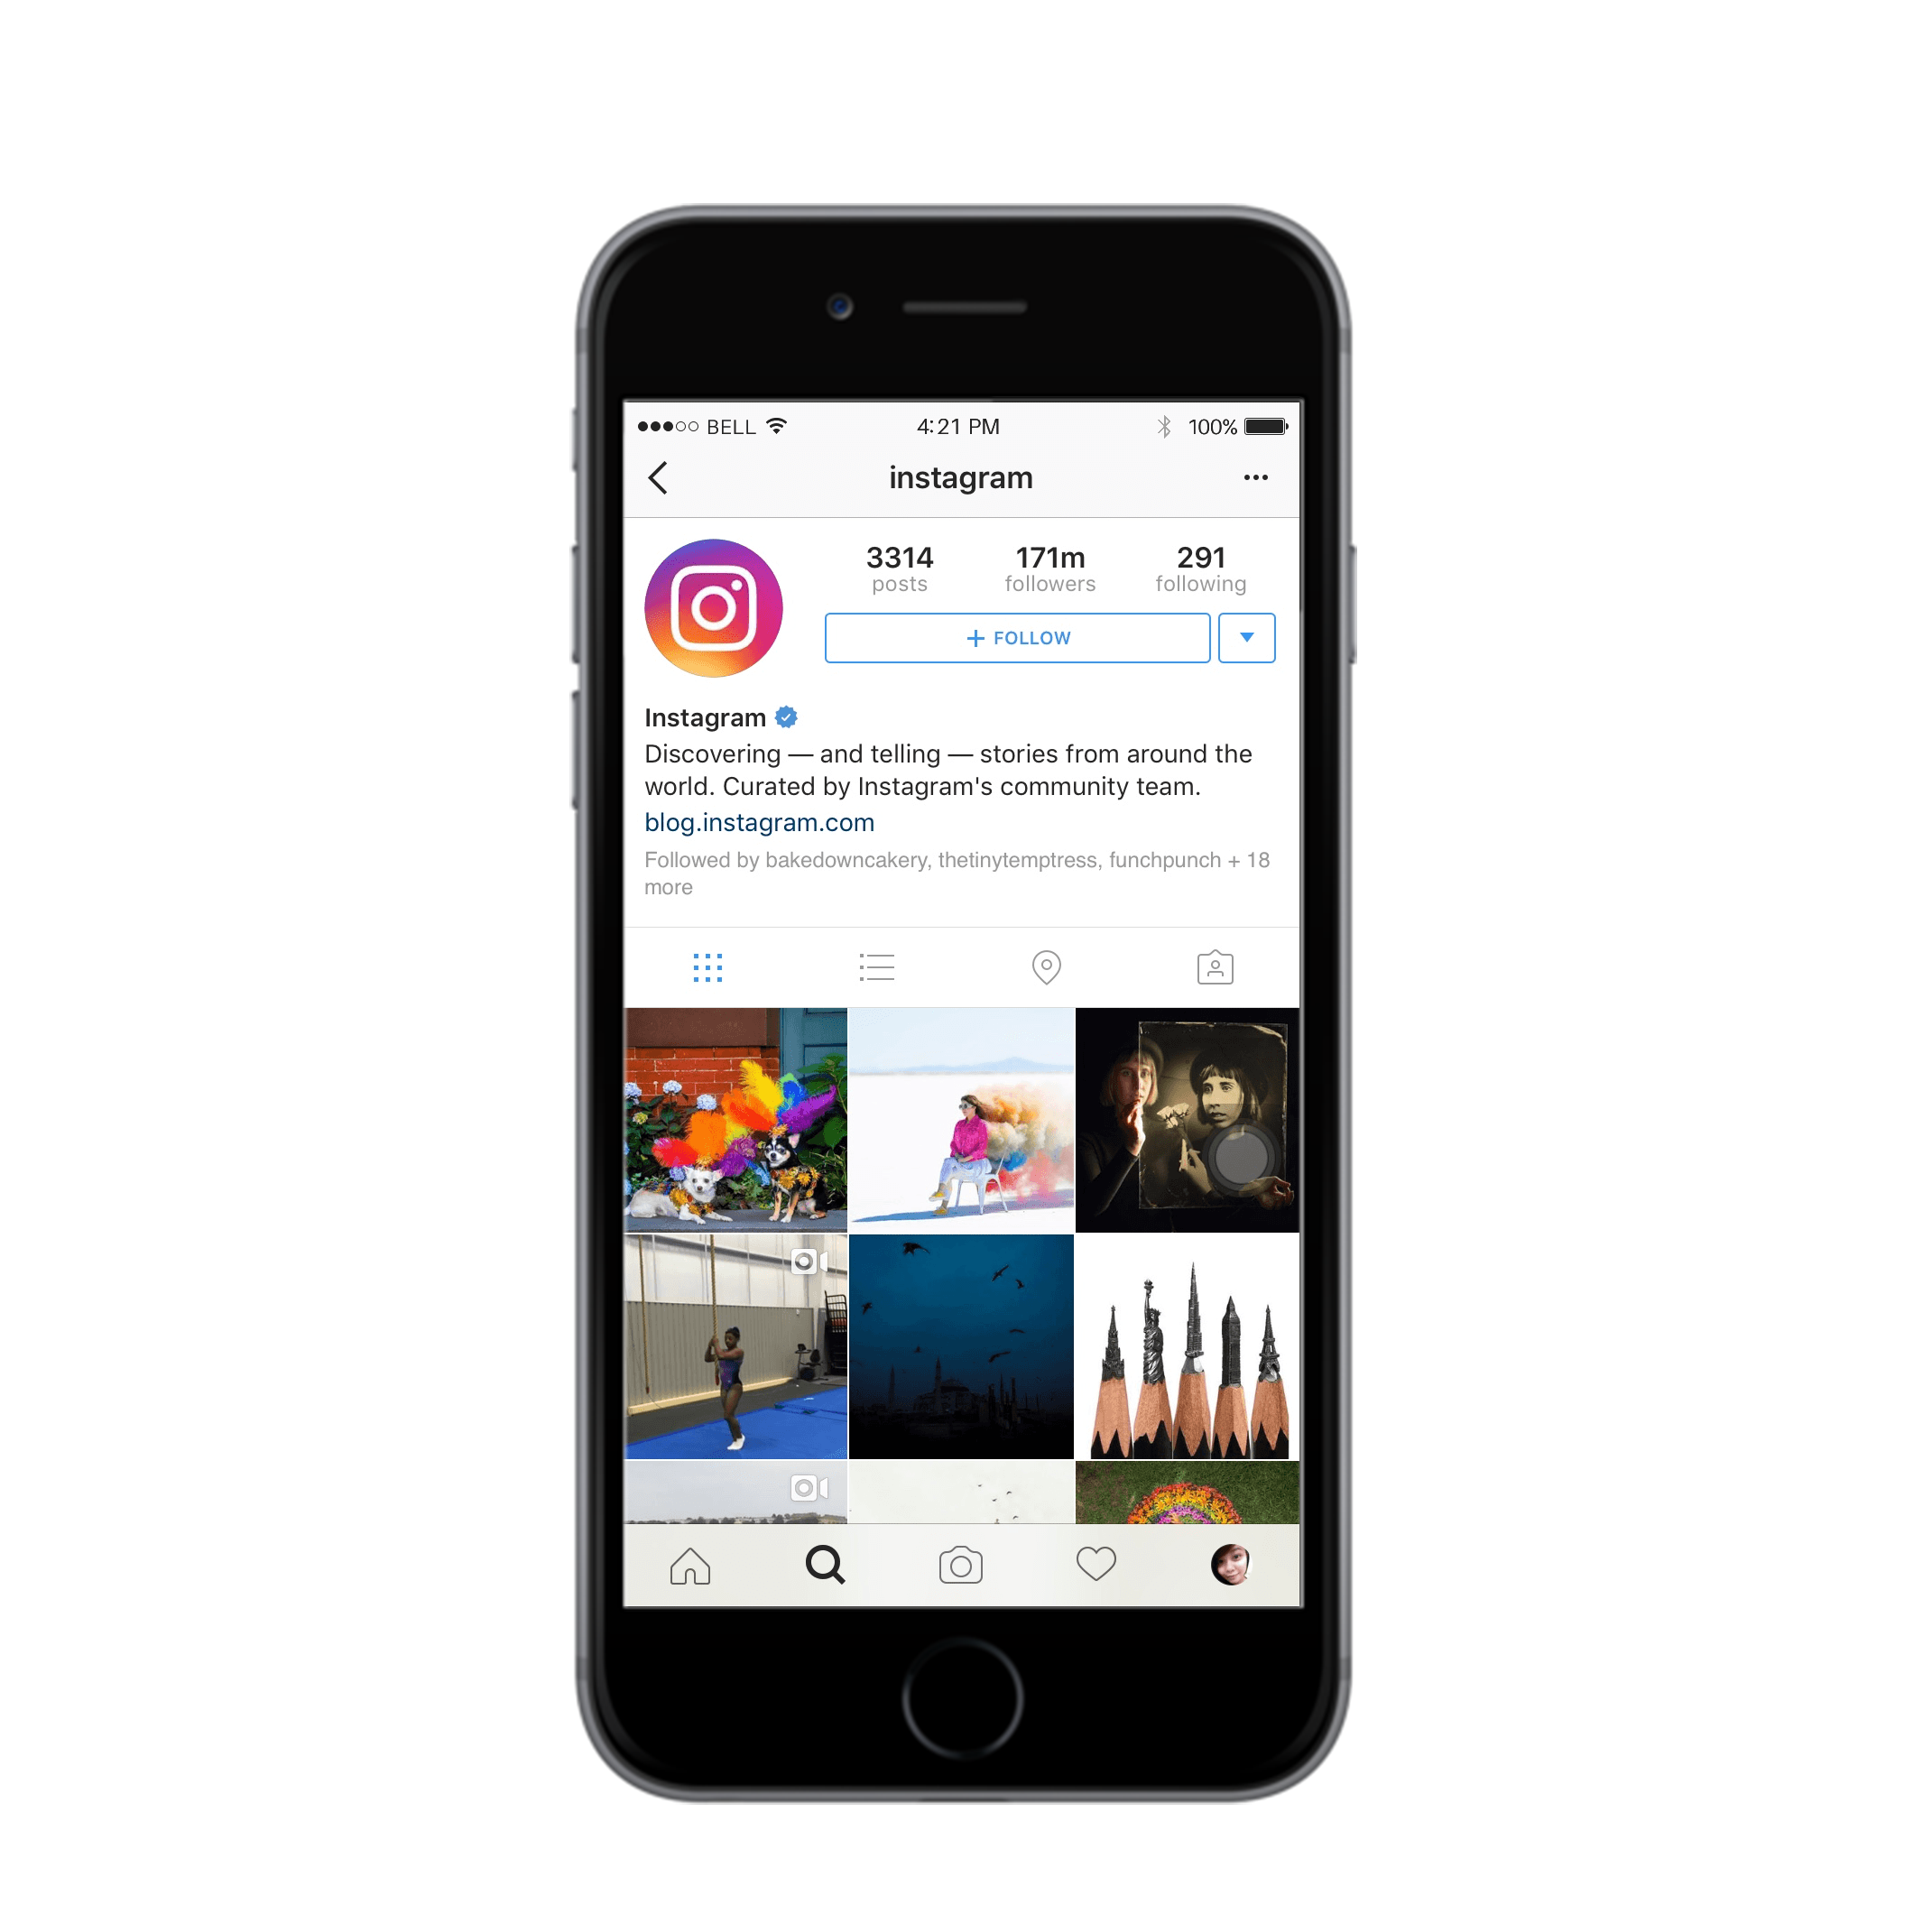 BELL 4:21 PM 100%
instagram
3314 171m 291
posts followers following
+ FOLLOW
Instagram
Discovering — and telling — stories from around the
world. Curated by Instagram's community team.
blog.instagram.com
Followed by bakedowncakery, thetinytemptress, funchpunch + 18
more